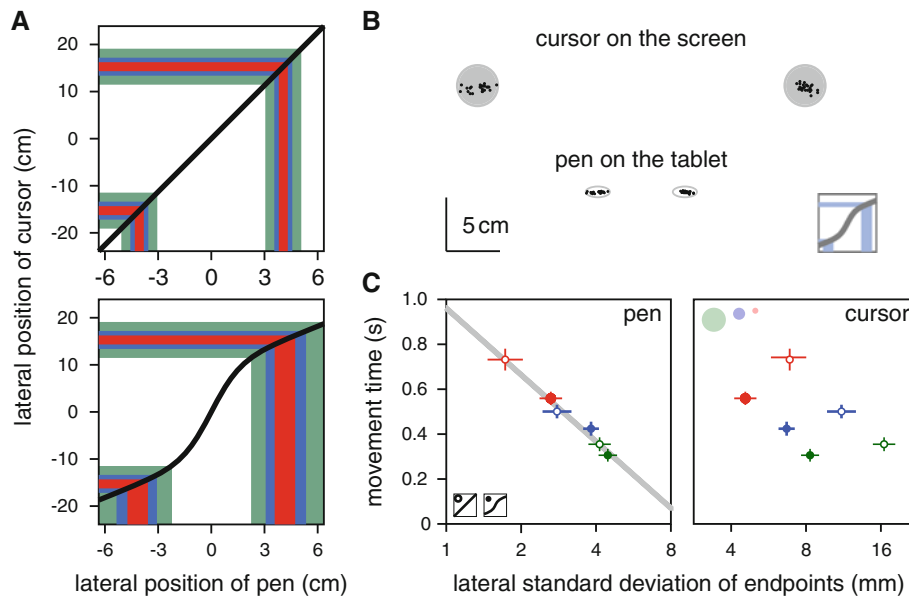 A
20
10
0
-10
-20
-6 -3 0 3 6
20
10
0
-10
-20
-6 -3 0 3 6
lateral position of cursor (cm)
lateral position of pen (cm)
B
cursor on the screen
pen on the tablet
5 cm
C
1.0
0.8
0.6
0.4
0.2
0
movement time (s)
pen
cursor
1 2 4 8
4 8 16
lateral standard deviation of endpoints (mm)